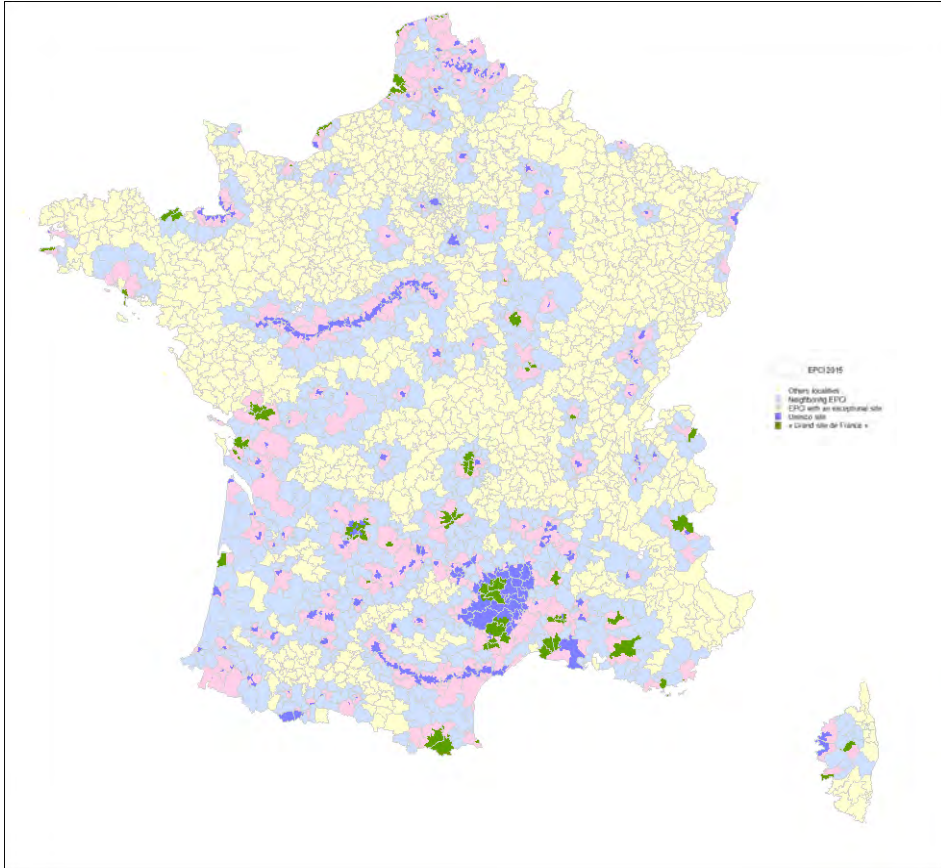 EPCI 2015
Others localities
Neighboring EPCI
EPCI with an exceptional site
Unesco site
« Grand site de France »